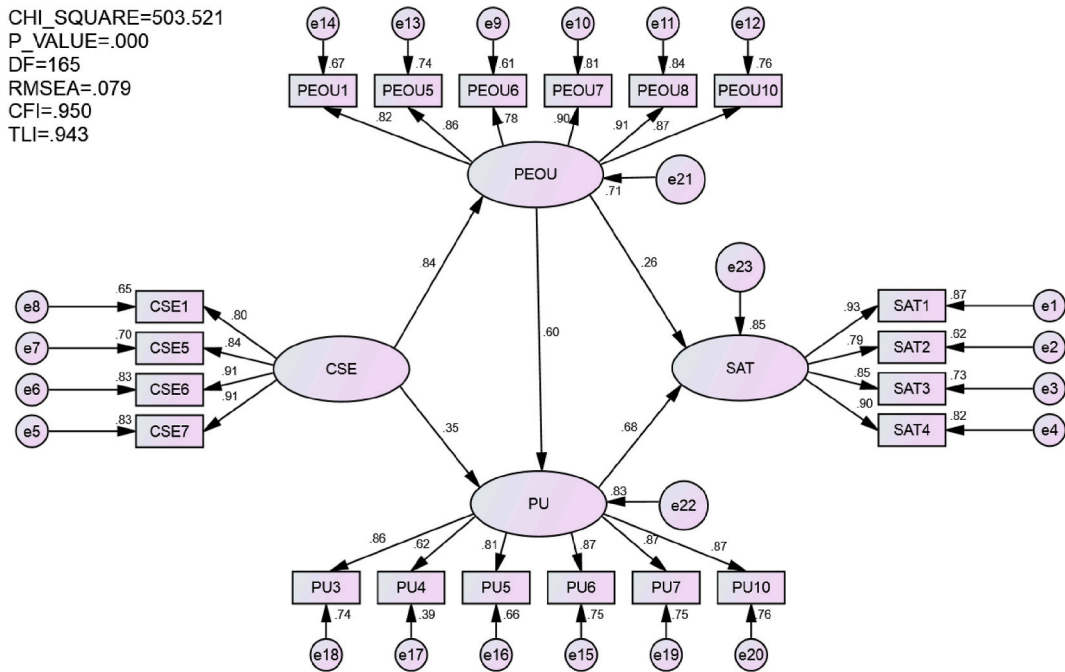 CHI_SQUARE=503.521
P_VALUE=.000
DF=165
RMSEA=.079
CFI=.950
TLI=.943
e14 e13 e9 e10 e11 e12
.67 .74 .61 .81 .84 .76
PEOU1 PEOU5 PEOU6 PEOU7 PEOU8 PEOU10
.82 .86 .78 .90 .91 .87
PEOU
.71
e21
.84
.60
.26
e23
.85
e8 .65 CSE1 .80
e7 .70 CSE5 .84
e6 .83 CSE6 .91
e5 .83 CSE7 .91
CSE
SAT
.93 SAT1 .87 e1
.79 SAT2 .62 e2
.85 SAT3 .73 e3
.90 SAT4 .82 e4
.35
.68
PU
.83
e22
.86 .62 .81 .87 .87 .87
PU3 PU4 PU5 PU6 PU7 PU10
.74 .39 .66 .75 .75 .76
e18 e17 e16 e15 e19 e20